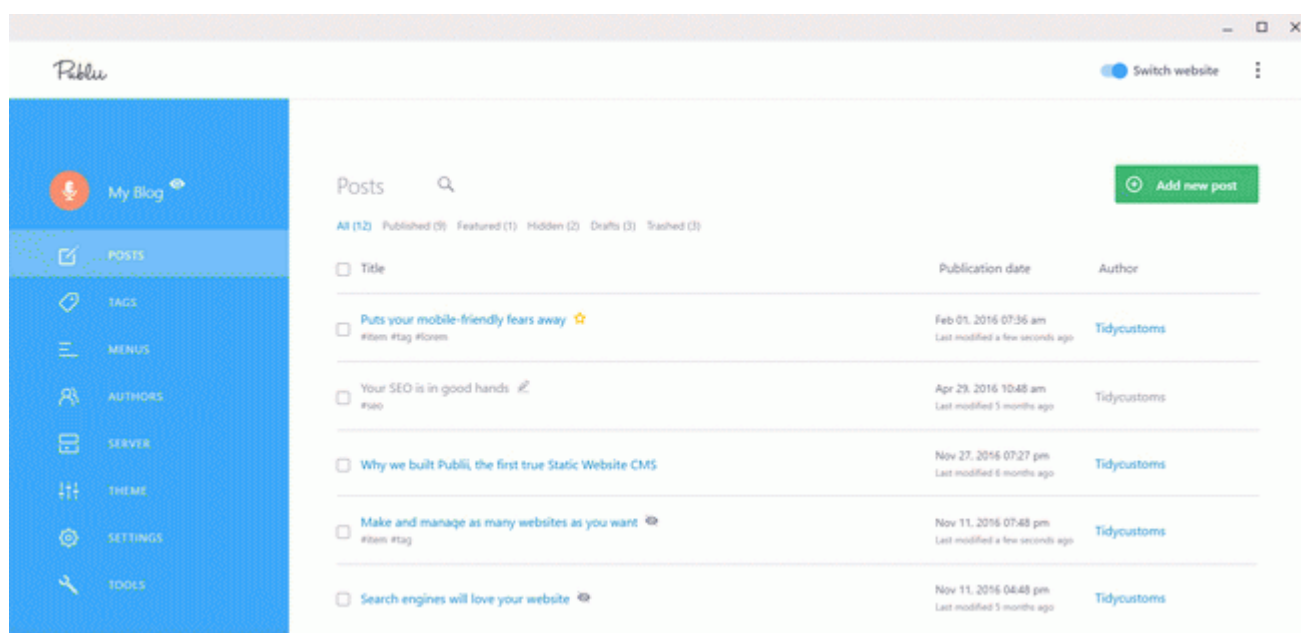 Publii
Switch website
My Blog
POSTS
TAGS
MENUS
AUTHORS
SERVER
THEME
SETTINGS
TOOLS
Posts
Add new post
All (12) Published (9) Featured (1) Hidden (2) Drafts (3) Trashed (3)
Title Publication date Author
Puts your mobile-friendly fears away Feb 01, 2016 07:36 am Tidycustoms
#item #tag #lorem Last modified a few seconds ago
Your SEO is in good hands Apr 29, 2016 10:48 am Tidycustoms
#seo Last modified 5 months ago
Why we built Publii, the first true Static Website CMS Nov 27, 2016 07:27 pm Tidycustoms
Last modified 6 months ago
Make and manage as many websites as you want Nov 11, 2016 07:48 pm Tidycustoms
#item #tag Last modified a few seconds ago
Search engines will love your website Nov 11, 2016 04:48 pm Tidycustoms
Last modified 5 months ago